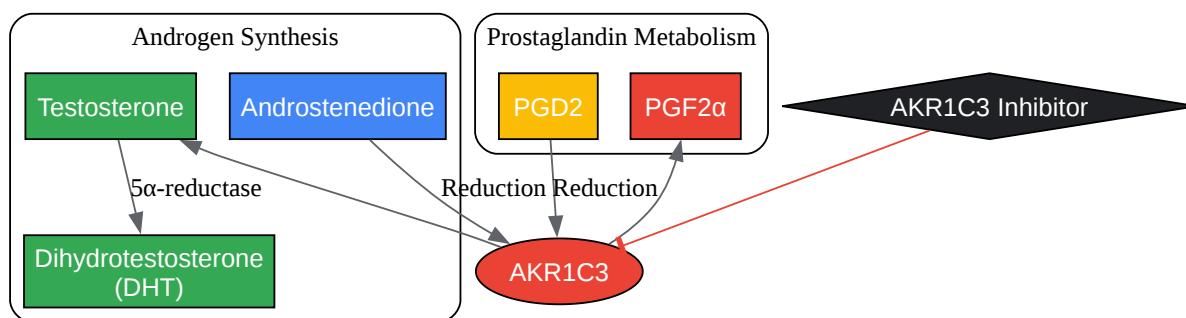 Androgen Synthesis
Prostaglandin Metabolism
Testosterone
Androstenedione
PGD2
PGF2α
AKR1C3 Inhibitor
5α-reductase
Reduction
Reduction
Dihydrotestosterone
(DHT)
AKR1C3